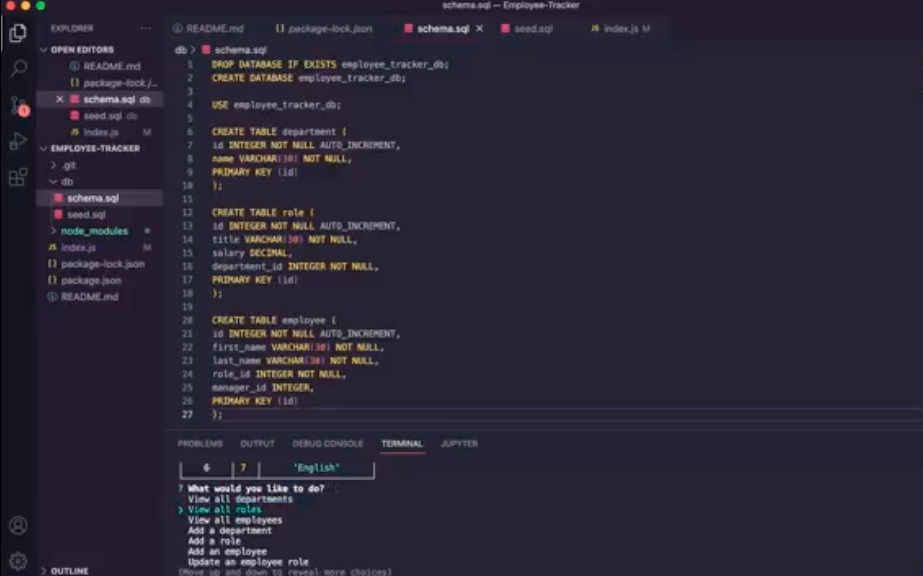 schema.sql — Employee-Tracker
EXPLORER ...
OPEN EDITORS
README.md
package-lock.j...
schema.sql db
seed.sql db
index.js M
EMPLOYEE-TRACKER
.git
db
schema.sql
seed.sql
node_modules
index.js M
package-lock.json
package.json
README.md
OUTLINE
README.md package-lock.json schema.sql seed.sql index.js M
db > schema.sql
1 DROP DATABASE IF EXISTS employee_tracker_db;
2 CREATE DATABASE employee_tracker_db;
3
4 USE employee_tracker_db;
5
6 CREATE TABLE department (
7 id INTEGER NOT NULL AUTO_INCREMENT,
8 name VARCHAR(30) NOT NULL,
9 PRIMARY KEY (id)
10 );
11
12 CREATE TABLE role (
13 id INTEGER NOT NULL AUTO_INCREMENT,
14 title VARCHAR(30) NOT NULL,
15 salary DECIMAL,
16 department_id INTEGER NOT NULL,
17 PRIMARY KEY (id)
18 );
19
20 CREATE TABLE employee (
21 id INTEGER NOT NULL AUTO_INCREMENT,
22 first_name VARCHAR(30) NOT NULL,
23 last_name VARCHAR(30) NOT NULL,
24 role_id INTEGER NOT NULL,
25 manager_id INTEGER,
26 PRIMARY KEY (id)
27 );
PROBLEMS OUTPUT DEBUG CONSOLE TERMINAL JUPYTER
6 7 'English'
? What would you like to do?
View all departments
❯ View all roles
View all employees
Add a department
Add a role
Add an employee
Update an employee role
(Move up and down to reveal more choices)